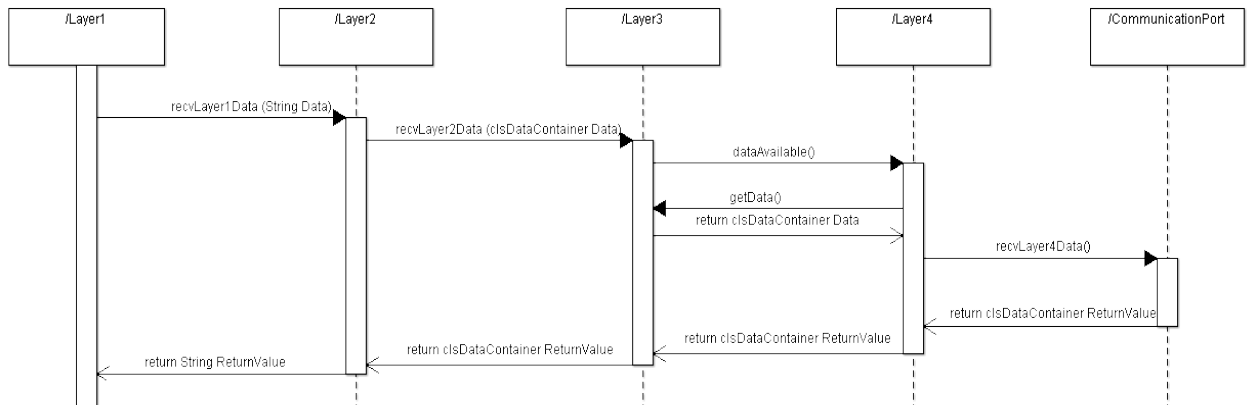 /Layer1
/Layer2
/Layer3
/Layer4
/CommunicationPort
recvLayer1Data (String Data)
recvLayer2Data (clsDataContainer Data)
dataAvailable()
getData()
return clsDataContainer Data
recvLayer4Data()
return clsDataContainer ReturnValue
return clsDataContainer ReturnValue
return clsDataContainer ReturnValue
return String ReturnValue